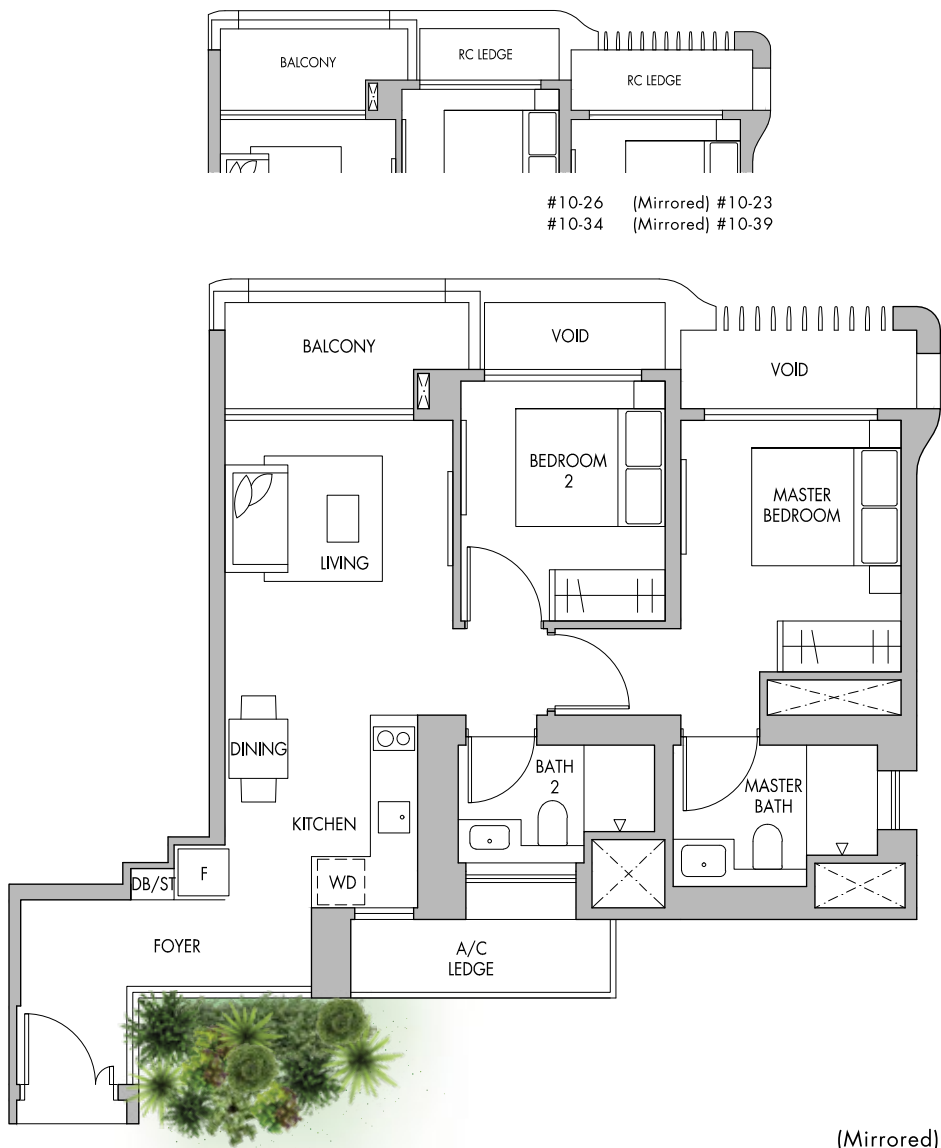 BALCONY
RC LEDGE
RC LEDGE
#10-26 (Mirrored) #10-23
#10-34 (Mirrored) #10-39
BALCONY
VOID
VOID
BEDROOM
2
MASTER
BEDROOM
LIVING
DINING
BATH
2
MASTER
BATH
KITCHEN
DB/ST
F
WD
FOYER
A/C
LEDGE
(Mirrored)